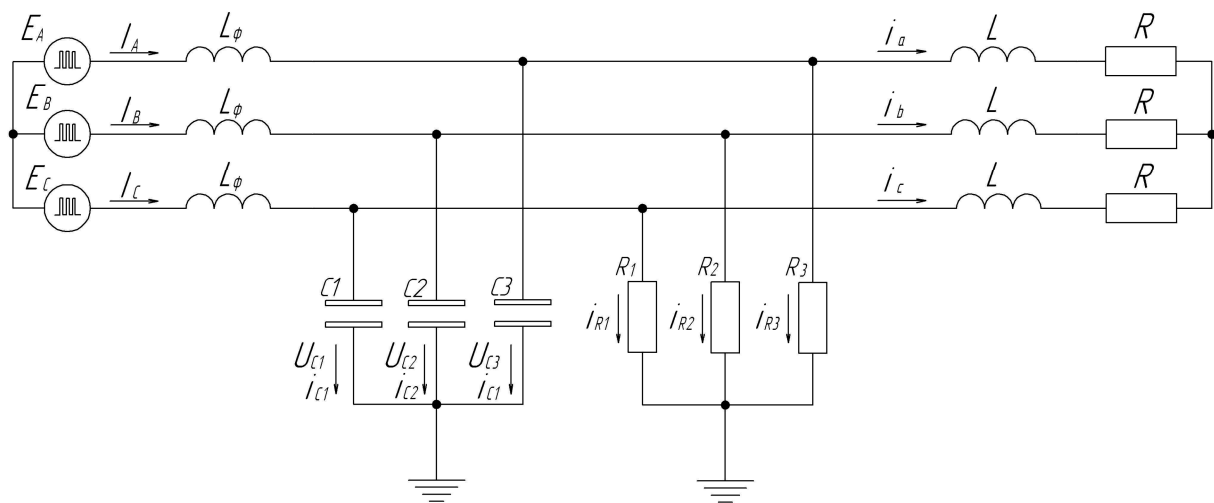 E_A I_A L_ф i_a L R
E_B I_B L_ф i_b L R
E_C I_C L_ф i_c L R
C1 C2 C3 R1 R2 R3
i_R1 i_R2 i_R3
U_C1 U_C2 U_C3
i_C1 i_C2 i_C1